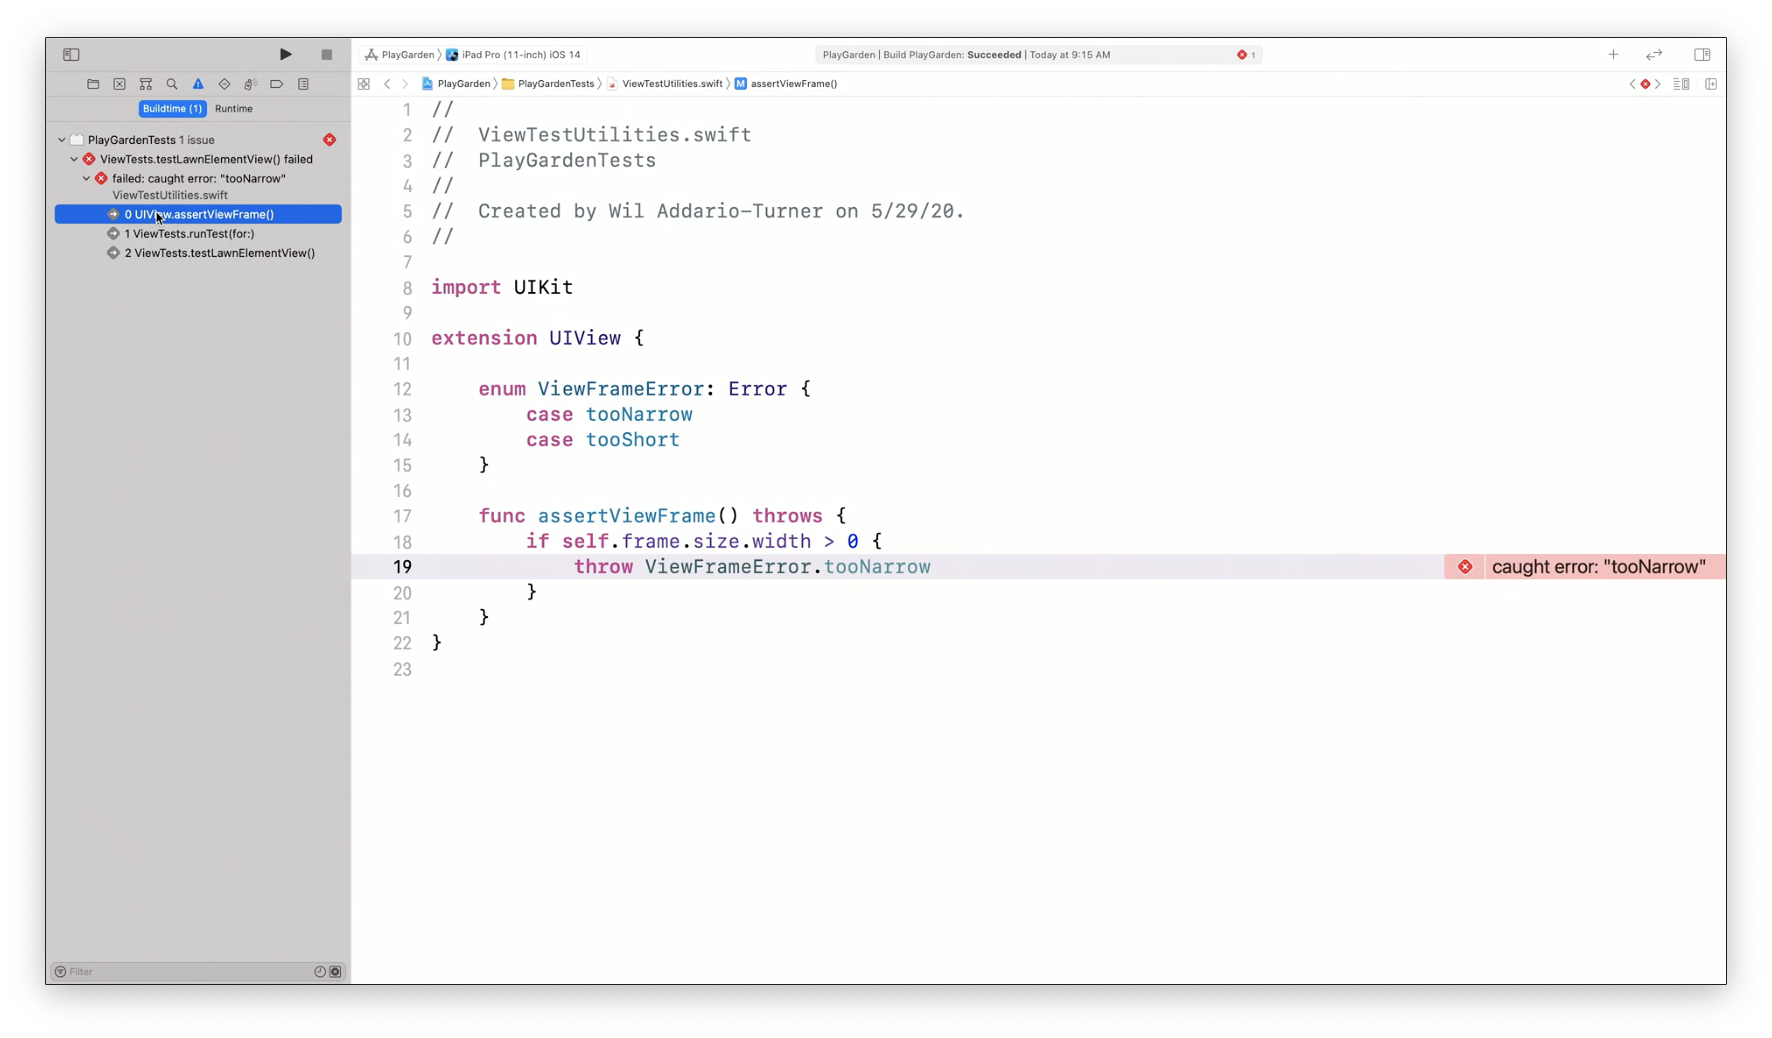 PlayGarden 〉 iPad Pro (11-inch) iOS 14
PlayGarden | Build PlayGarden: Succeeded | Today at 9:15 AM
1
PlayGarden 〉 PlayGardenTests 〉 ViewTestUtilities.swift 〉 M assertViewFrame()
Buildtime (1) Runtime
PlayGardenTests 1 issue
ViewTests.testLawnElementView() failed
failed: caught error: "tooNarrow"
ViewTestUtilities.swift
0 UIView.assertViewFrame()
1 ViewTests.runTest(for:)
2 ViewTests.testLawnElementView()
Filter
1 //
2 //  ViewTestUtilities.swift
3 //  PlayGardenTests
4 //
5 //  Created by Wil Addario-Turner on 5/29/20.
6 //
7
8 import UIKit
9
10 extension UIView {
11
12     enum ViewFrameError: Error {
13         case tooNarrow
14         case tooShort
15     }
16
17     func assertViewFrame() throws {
18         if self.frame.size.width > 0 {
19             throw ViewFrameError.tooNarrow caught error: "tooNarrow"
20         }
21     }
22 }
23